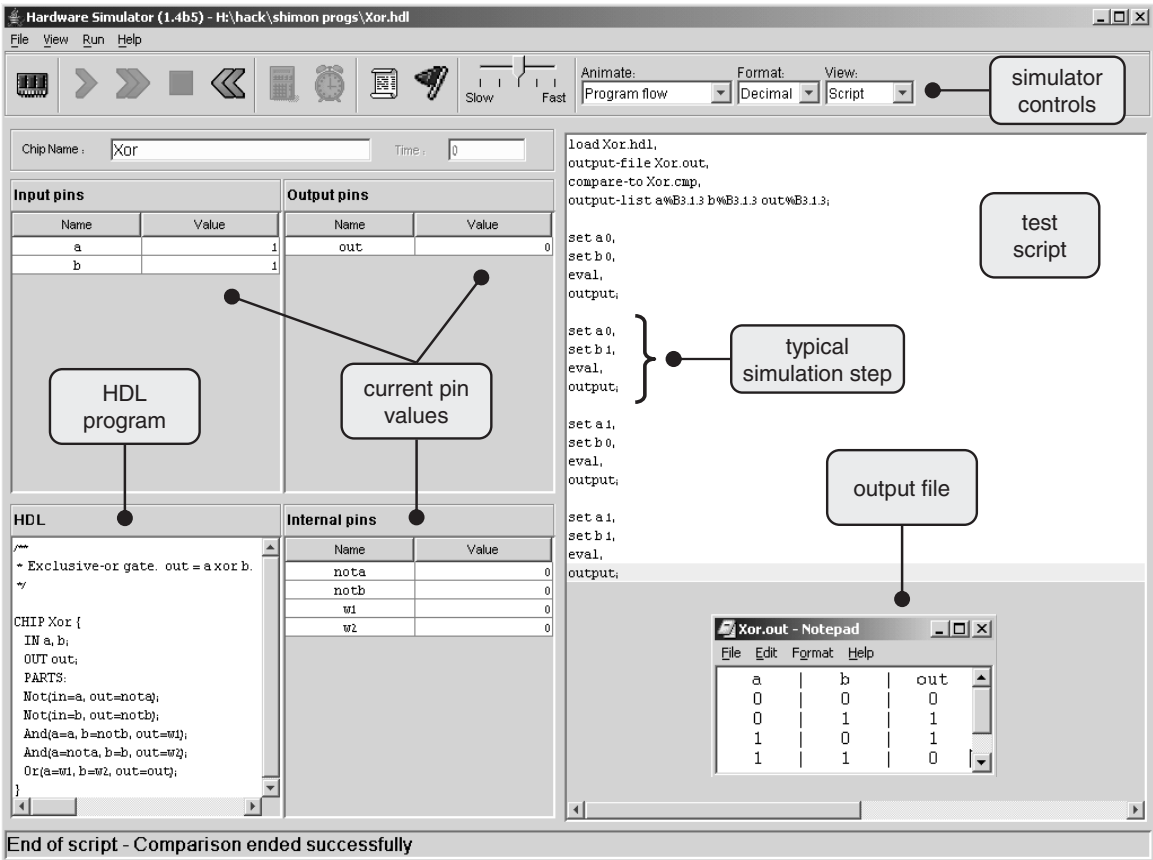 Hardware Simulator (1.4b5) - H:\hack\shimon progs\Xor.hdl
File View Run Help
Slow Fast
Animate:
Program flow
Format:
Decimal
View:
Script
simulator
controls
Chip Name :
Xor
Time :
0
Input pins
Name Value
a 1
b 1
Output pins
Name Value
out 0
HDL
program
current pin
values
HDL
/**
* Exclusive-or gate. out = a xor b.
*/
CHIP Xor {
IN a, b;
OUT out;
PARTS:
Not(in=a, out=nota);
Not(in=b, out=notb);
And(a=a, b=notb, out=w1);
And(a=nota, b=b, out=w2);
Or(a=w1, b=w2, out=out);
}
Internal pins
Name Value
nota 0
notb 0
w1 0
w2 0
load Xor.hdl,
output-file Xor.out,
compare-to Xor.cmp,
output-list a%B3.1.3 b%B3.1.3 out%B3.1.3;
set a 0,
set b 0,
eval,
output;
set a 0,
set b 1,
eval,
output;
set a 1,
set b 0,
eval,
output;
set a 1,
set b 1,
eval,
output;
test
script
typical
simulation step
output file
Xor.out - Notepad
File Edit Format Help
a | b | out
0 | 0 | 0
0 | 1 | 1
1 | 0 | 1
1 | 1 | 0
End of script - Comparison ended successfully